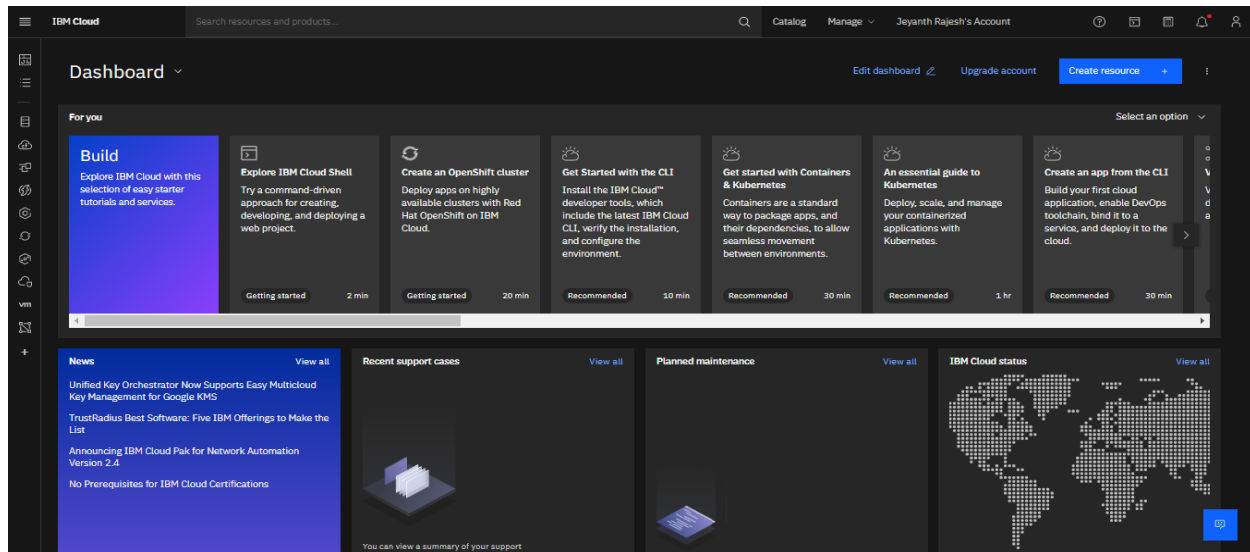 IBM Cloud
Search resources and products...
Catalog
Manage
Jeyanth Rajesh's Account
Dashboard
Edit dashboard
Upgrade account
Create resource +
For you
Select an option
Build
Explore IBM Cloud with this
selection of easy starter
tutorials and services.
Explore IBM Cloud Shell
Try a command-driven
approach for creating,
developing, and deploying a
web project.
Getting started
2 min
Create an OpenShift cluster
Deploy apps on highly
available clusters with Red
Hat OpenShift on IBM
Cloud.
Getting started
20 min
Get Started with the CLI
Install the IBM Cloud™
developer tools, which
include the latest IBM Cloud
CLI, verify the installation,
and configure the
environment.
Recommended
10 min
Get started with Containers
& Kubernetes
Containers are a standard
way to package apps, and
their dependencies, to allow
seamless movement
between environments.
Recommended
30 min
An essential guide to
Kubernetes
Deploy, scale, and manage
your containerized
applications with
Kubernetes.
Recommended
1 hr
Create an app from the CLI
Build your first cloud
application, enable DevOps
toolchain, bind it to a
service, and deploy it to the
cloud.
Recommended
30 min
vm
News
View all
Unified Key Orchestrator Now Supports Easy Multicloud
Key Management for Google KMS
TrustRadius Best Software: Five IBM Offerings to Make the
List
Announcing IBM Cloud Pak for Network Automation
Version 2.4
No Prerequisites for IBM Cloud Certifications
Recent support cases
View all
You can view a summary of your support
Planned maintenance
View all
IBM Cloud status
View all